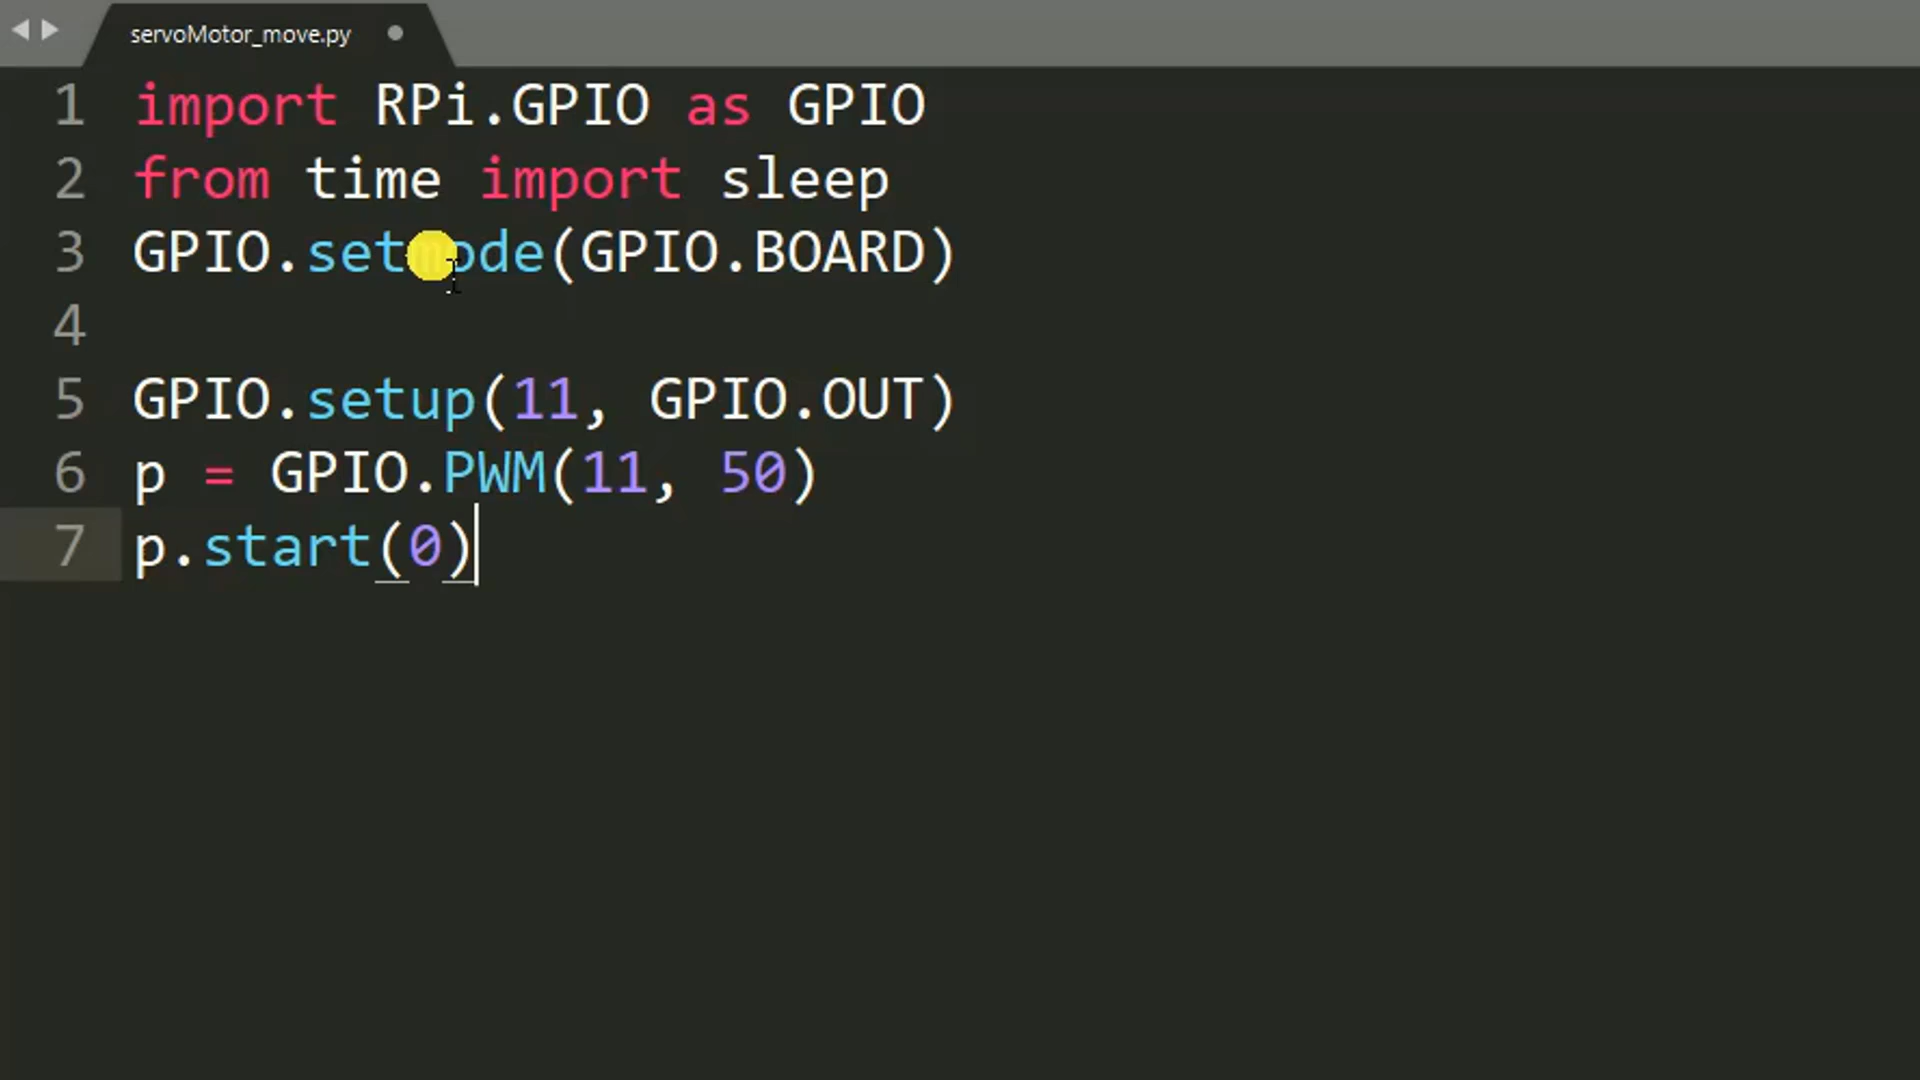 servoMotor_move.py
1 import RPi.GPIO as GPIO
2 from time import sleep
3 GPIO.setmode(GPIO.BOARD)
4
5 GPIO.setup(11, GPIO.OUT)
6 p = GPIO.PWM(11, 50)
7 p.start(0)